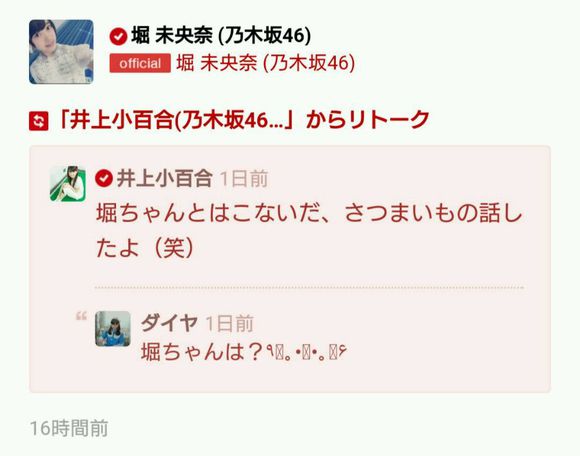 堀 未央奈 (乃木坂46)
official 堀 未央奈 (乃木坂46)
「井上小百合(乃木坂46…」からリトーク
井上小百合 1日前
堀ちゃんとはこないだ、さつまいもの話し
たよ（笑）
ダイヤ 1日前
堀ちゃんは？
16時間前